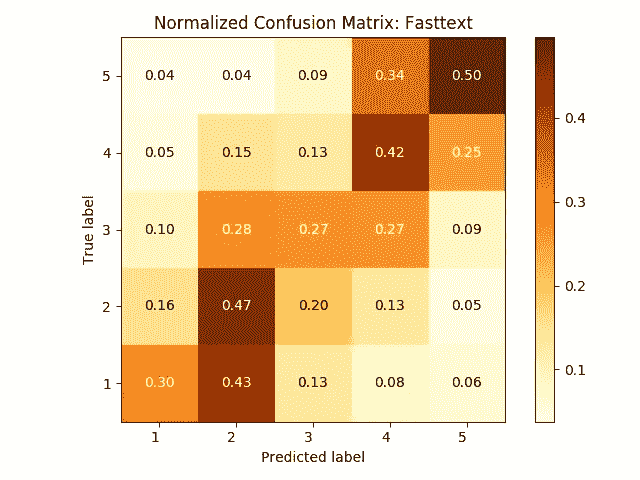 Normalized Confusion Matrix: Fasttext
True label
5 0.04 0.04 0.09 0.34 0.50
4 0.05 0.15 0.13 0.42 0.25
3 0.10 0.28 0.27 0.27 0.09
2 0.16 0.47 0.20 0.13 0.05
1 0.30 0.43 0.13 0.08 0.06
1 2 3 4 5
Predicted label
0.4
0.3
0.2
0.1